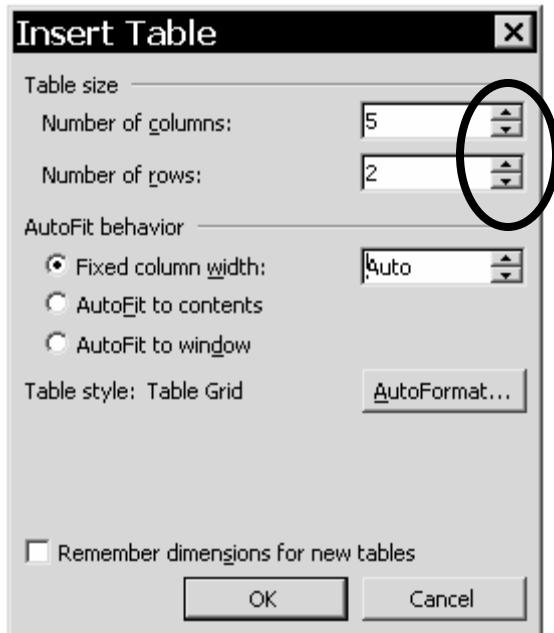 Insert Table
Table size
Number of columns: 5
Number of rows: 2
AutoFit behavior
Fixed column width: Auto
AutoFit to contents
AutoFit to window
Table style: Table Grid AutoFormat...
Remember dimensions for new tables
OK Cancel